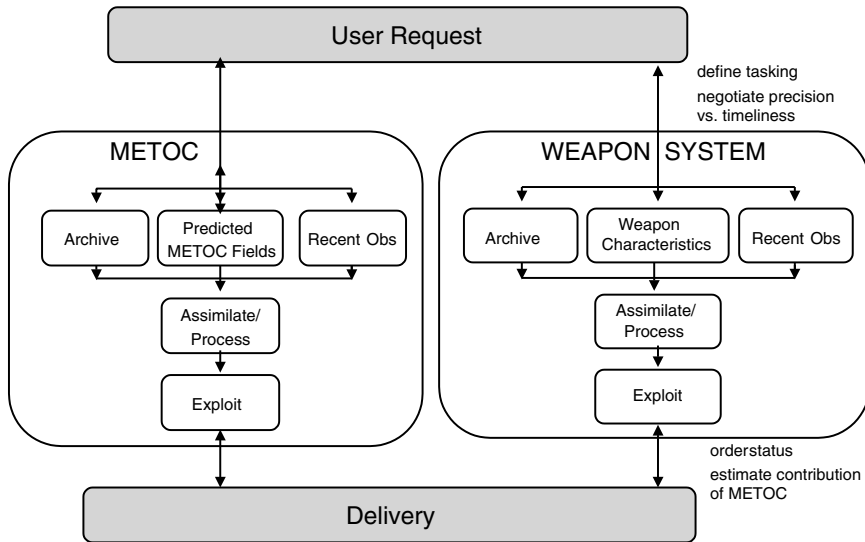 User Request
define tasking
negotiate precision
vs. timeliness
METOC
Archive
Predicted
METOC Fields
Recent Obs
Assimilate/
Process
Exploit
WEAPON SYSTEM
Archive
Weapon
Characteristics
Recent Obs
Assimilate/
Process
Exploit
orderstatus
estimate contribution
of METOC
Delivery